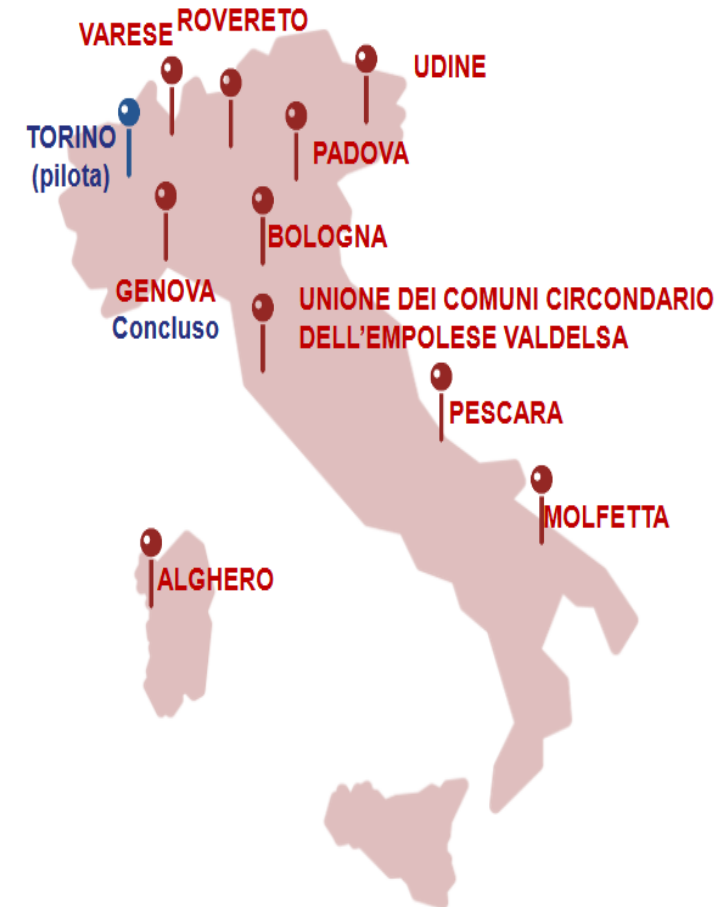 ROVERETO
VARESE
UDINE
TORINO
(pilota)
PADOVA
BOLOGNA
GENOVA
Concluso
UNIONE DEI COMUNI CIRCONDARIO
DELL'EMPOLESE VALDELSA
PESCARA
MOLFETTA
ALGHERO